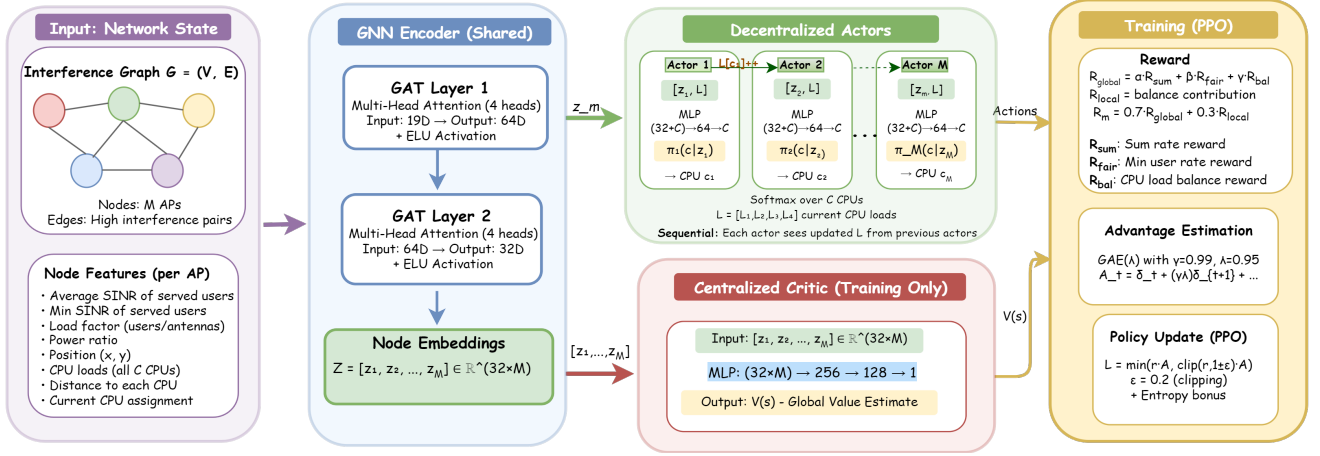 Input: Network State
Interference Graph G = (V, E)
Nodes: M APs
Edges: High interference pairs
Node Features (per AP)
• Average SINR of served users
• Min SINR of served users
• Load factor (users/antennas)
• Power ratio
• Position (x, y)
• CPU loads (all C CPUs)
• Distance to each CPU
• Current CPU assignment
GNN Encoder (Shared)
GAT Layer 1
Multi-Head Attention (4 heads)
Input: 19D → Output: 64D
+ ELU Activation
GAT Layer 2
Multi-Head Attention (4 heads)
Input: 64D → Output: 32D
+ ELU Activation
Node Embeddings
Z = [z₁, z₂, ..., z_M] ∈ ℝ^(32×M)
z_m
[z₁,...,z_M]
Decentralized Actors
Actor 1
L[c₁]++
[z₁, L]
MLP
(32+C)→64→C
π₁(c|z₁)
→ CPU c₁
Actor 2
[z₂, L]
MLP
(32+C)→64→C
π₂(c|z₂)
→ CPU c₂
...
Actor M
[z_m, L]
MLP
(32+C)→64→C
π_M(c|z_M)
→ CPU c_M
Softmax over C CPUs
L = [L₁,L₂,L₃,L₄] current CPU loads
Sequential: Each actor sees updated L from previous actors
Centralized Critic (Training Only)
Input: [z₁, z₂, ..., z_M] ∈ ℝ^(32×M)
MLP: (32×M) → 256 → 128 → 1
Output: V(s) - Global Value Estimate
Actions
V(s)
Training (PPO)
Reward
R_global = α·R_sum + β·R_fair + γ·R_bal
R_local = balance contribution
R_m = 0.7·R_global + 0.3·R_local
R_sum: Sum rate reward
R_fair: Min user rate reward
R_bal: CPU load balance reward
Advantage Estimation
GAE(λ) with γ=0.99, λ=0.95
A_t = δ_t + (γλ)δ_{t+1} + ...
Policy Update (PPO)
L = min(r·A, clip(r,1±ε)·A)
ε = 0.2 (clipping)
+ Entropy bonus